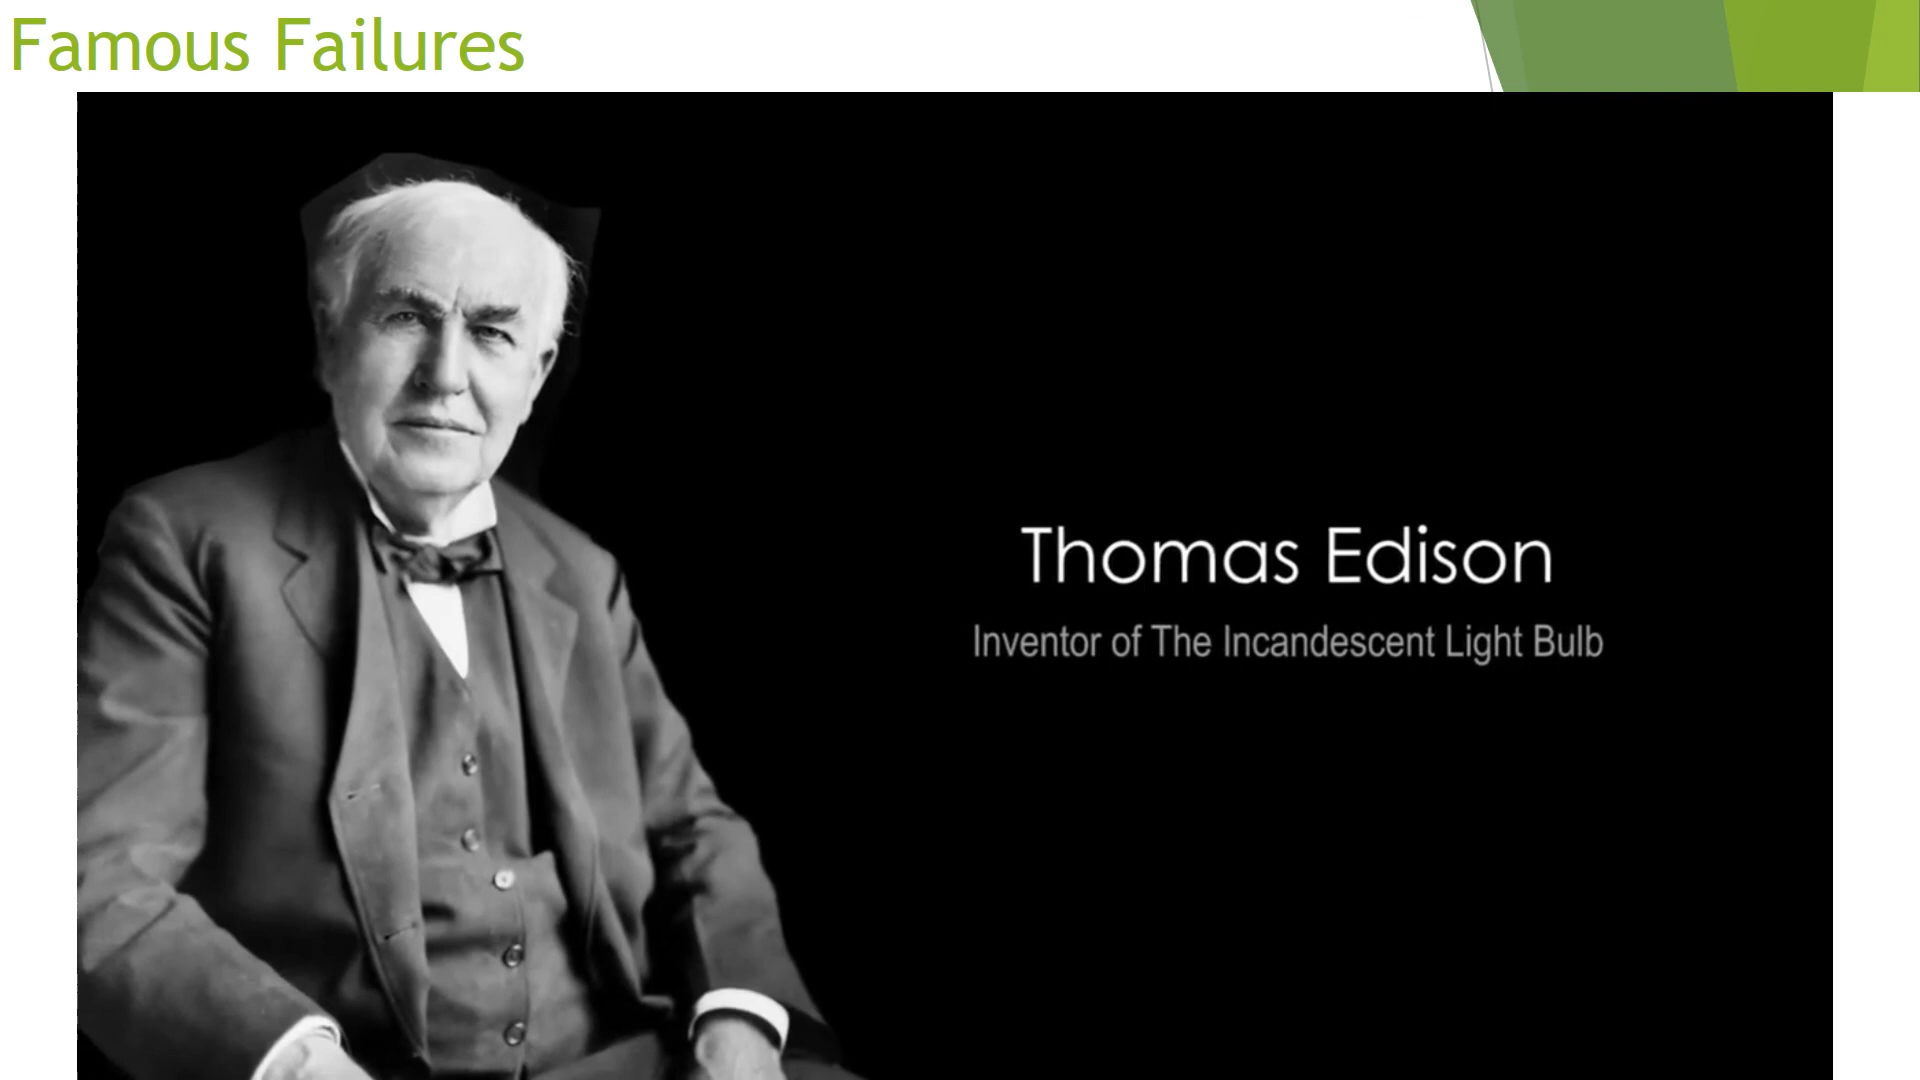 Famous Failures
Thomas Edison
Inventor of The Incandescent Light Bulb